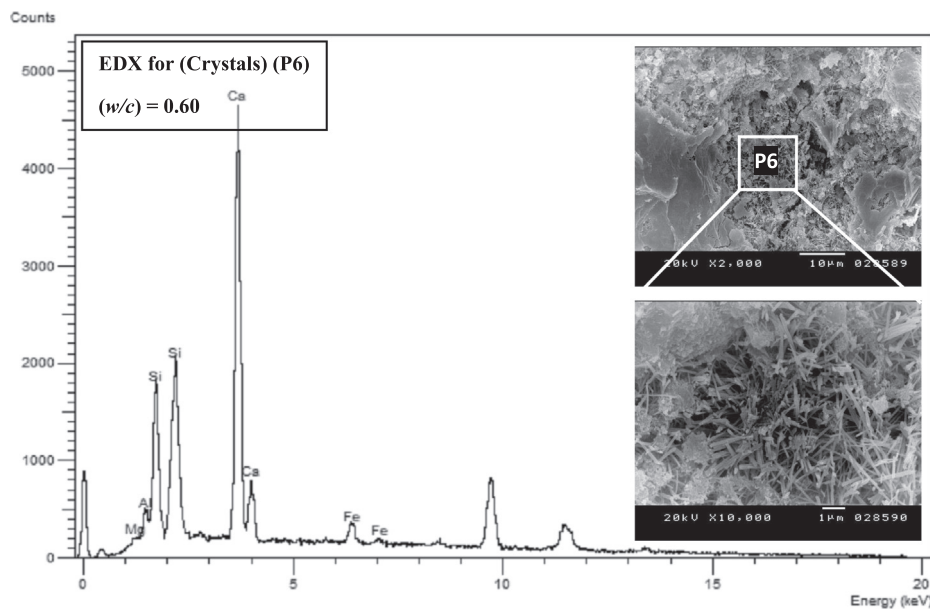 Counts
EDX for (Crystals) (P6)
(w/c) = 0.60
5000
4000
3000
2000
1000
0
Ca
Si
Si
Al
Mg
Ca
Fe
Fe
0
5
10
15
20
Energy (keV)
P6
20kV X2,000 10µm 028589
20kV X10,000 1µm 028590